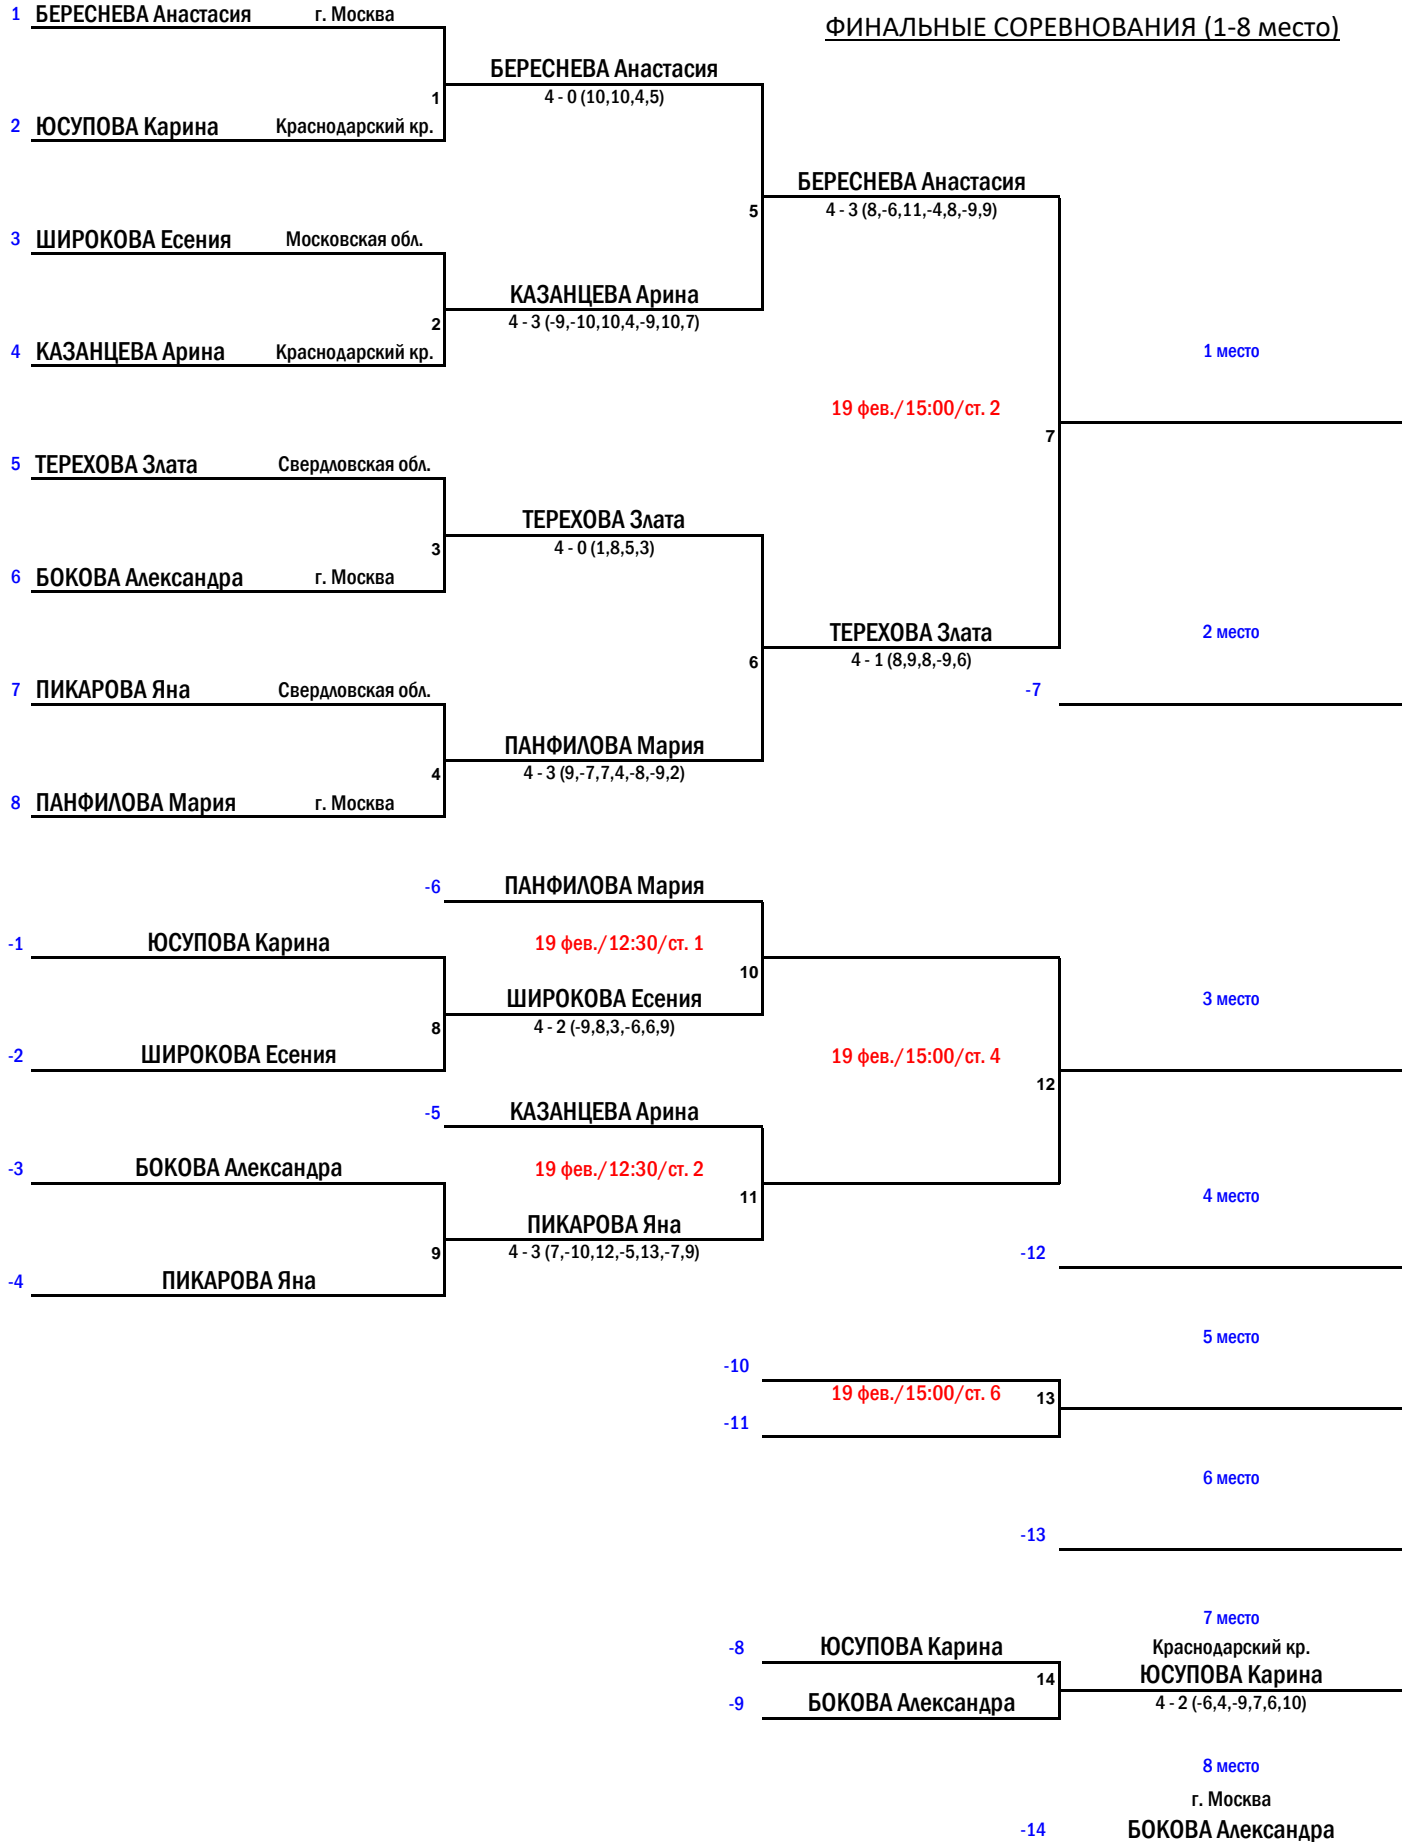 1 БЕРЕСНЕВА Анастасия г. Москва
ФИНАЛЬНЫЕ СОРЕВНОВАНИЯ (1-8 место)
БЕРЕСНЕВА Анастасия
1 4 - 0 (10,10,4,5)
2 ЮСУПОВА Карина Краснодарский кр.
БЕРЕСНЕВА Анастасия
5 4 - 3 (8,-6,11,-4,8,-9,9)
3 ШИРОКОВА Есения Московская обл.
КАЗАНЦЕВА Арина
2 4 - 3 (-9,-10,10,4,-9,10,7)
4 КАЗАНЦЕВА Арина Краснодарский кр.
1 место
19 фев./15:00/ст. 2
7
5 ТЕРЕХОВА Злата Свердловская обл.
ТЕРЕХОВА Злата
3 4 - 0 (1,8,5,3)
6 БОКОВА Александра г. Москва
ТЕРЕХОВА Злата
2 место
6 4 - 1 (8,9,8,-9,6)
7 ПИКАРОВА Яна Свердловская обл.
-7
ПАНФИЛОВА Мария
4 4 - 3 (9,-7,7,4,-8,-9,2)
8 ПАНФИЛОВА Мария г. Москва
-6 ПАНФИЛОВА Мария
-1 ЮСУПОВА Карина
19 фев./12:30/ст. 1
10
ШИРОКОВА Есения
3 место
8 4 - 2 (-9,8,3,-6,6,9)
-2 ШИРОКОВА Есения
19 фев./15:00/ст. 4
12
-5 КАЗАНЦЕВА Арина
-3 БОКОВА Александра
19 фев./12:30/ст. 2
11
4 место
ПИКАРОВА Яна
9 4 - 3 (7,-10,12,-5,13,-7,9)
-12
-4 ПИКАРОВА Яна
5 место
-10
19 фев./15:00/ст. 6 13
-11
6 место
-13
7 место
-8 ЮСУПОВА Карина Краснодарский кр.
14 ЮСУПОВА Карина
-9 БОКОВА Александра 4 - 2 (-6,4,-9,7,6,10)
8 место
г. Москва
-14 БОКОВА Александра